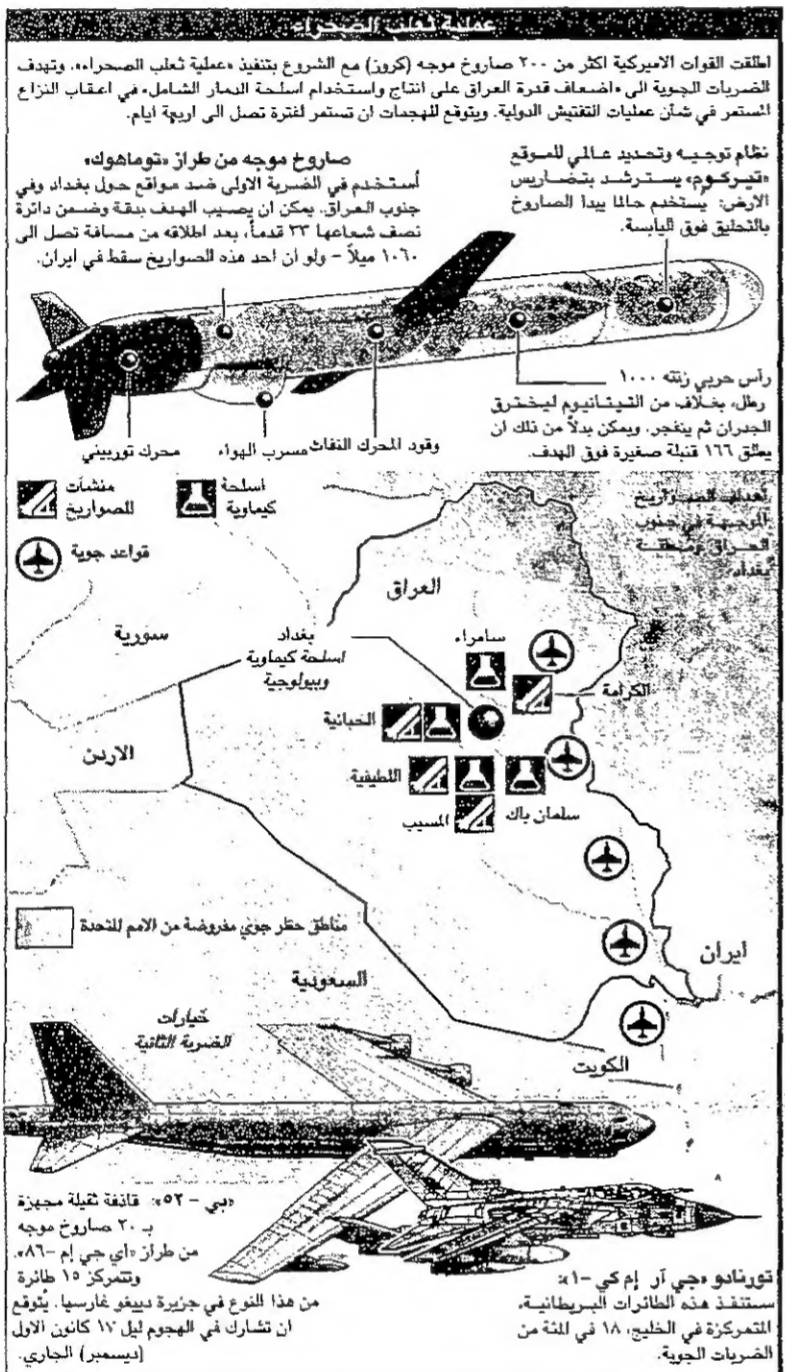 عملية ثعلب الصحراء
اطلقت القوات الاميركية اكثر من ٢٠٠ صاروخ موجه (كروز) مع الشروع بتنفيذ «عملية ثعلب الصحراء». وتهدف
الضربات الجوية الى «اضعاف قدرة العراق على انتاج واستخدام اسلحة الدمار الشامل» في اعقاب النزاع
المستمر في شأن عمليات التفتيش الدولية. ويتوقع للهجمات ان تستمر لفترة تصل الى اربعة ايام.
صاروخ موجه من طراز «توماهوك»
أستخدم في الضربة الاولى ضد مواقع حول بغداد وفي
جنوب العراق. يمكن ان يصيب الهدف بدقة وضمن دائرة
نصف شعاعها ٣٣ قدماً، بعد اطلاقه من مسافة تصل الى
١٠٦٠ ميلاً - ولو أن احد هذه الصواريخ سقط في ايران.
نظام توجيه وتحديد عالمي للموقع
«تيركوم» يسترشد بتضاريس
الارض: يُستخدم حالما يبدا الصاروخ
بالتحليق فوق اليابسة.
رأس حربي زنته ١٠٠٠
رطل، بغلاف من التيتانيوم ليخترق
الجدران ثم ينفجر. ويمكن بدلاً من ذلك ان
يطلق ١٦٦ قنبلة صغيرة فوق الهدف.
وقود المحرك النفاث
مسرب الهواء
محرك توربيني
اسلحة
كيماوية
منشآت
للصواريخ
قواعد جوية
اهداف الصواريخ
الموجهة في جنوب
العراق ومنطقة
بغداد
العراق
سورية
بغداد
اسلحة كيماوية
وبيولوجية
سامراء
الكرامة
الحبانية
الاردن
اللطيفية
سلمان باك
المسيب
مناطق حظر جوي مفروضة من الامم المتحدة
ايران
السعودية
الكويت
خيارات
الضربة الثانية
«بي - ٥٢»: قاذفة ثقيلة مجهزة
بـ ٢٠ صاروخ موجه
من طراز «اي جي إم -٨٦».
وتتمركز ١٥ طائرة
من هذا النوع في جزيرة دييغو غارسيا. يُتوقع
ان تشارك في الهجوم ليل ١٧ كانون الاول
(ديسمبر) الجاري.
تورنادو «جي آر إم كي -١»:
ستنفذ هذه الطائرات البريطانية،
المتمركزة في الخليج، ١٨ في المئة من
الضربات الجوية.